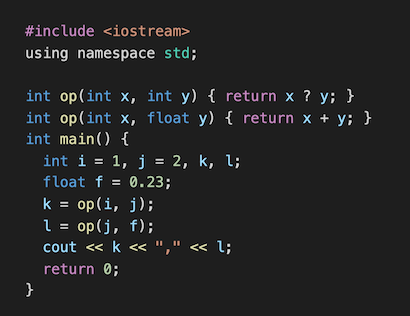 #include <iostream>
using namespace std;
int op(int x, int y) { return x ? y; }
int op(int x, float y) { return x + y; }
int main() {
int i = 1, j = 2, k, l;
float f = 0.23;
k = op(i, j);
l = op(j, f);
cout << k << "," << l;
return 0;
}